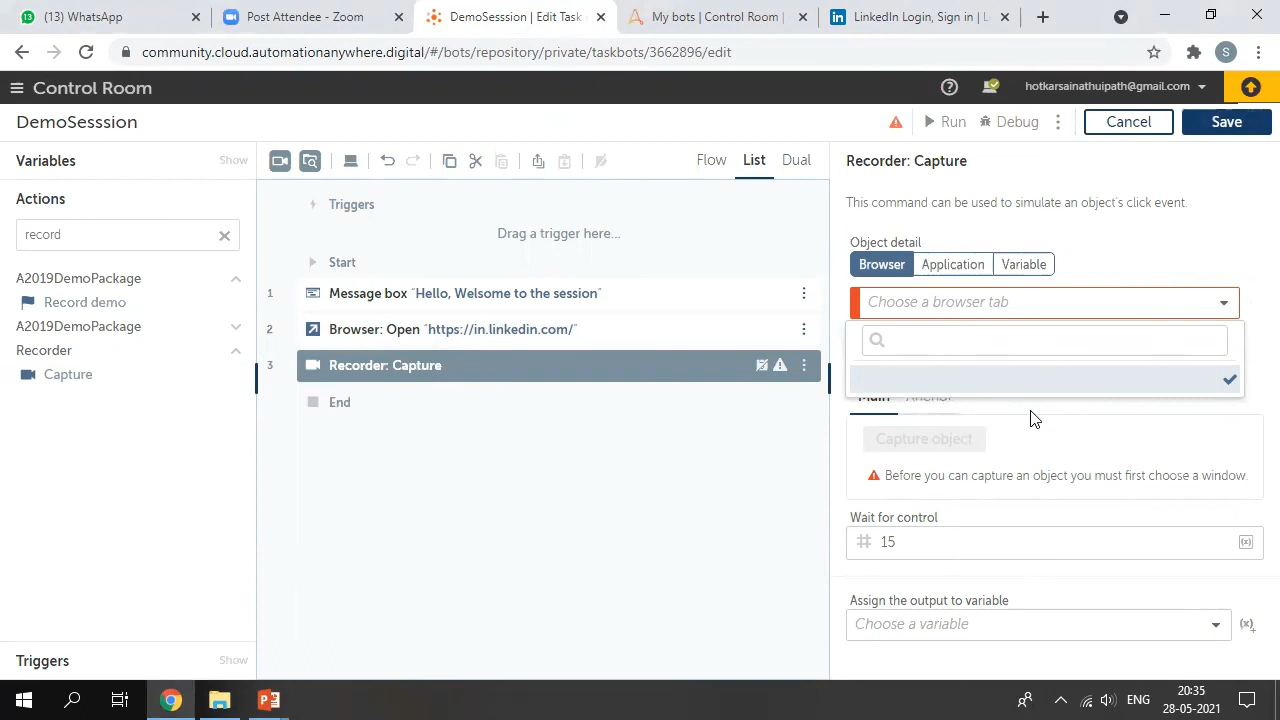 (13) WhatsApp
Post Attendee - Zoom
DemoSesssion | Edit Task
My bots | Control Room |
LinkedIn Login, Sign in | L
community.cloud.automationanywhere.digital/#/bots/repository/private/taskbots/3662896/edit
S
Control Room
hotkarsainathuipath@gmail.com
DemoSesssion
Run
Debug
Cancel
Save
Variables
Show
Flow
List
Dual
Recorder: Capture
Actions
record
A2019DemoPackage
Record demo
A2019DemoPackage
Recorder
Capture
Triggers
Show
Triggers
Drag a trigger here...
Start
1 Message box "Hello, Welsome to the session"
2 Browser: Open "https://in.linkedin.com/"
3 Recorder: Capture
End
This command can be used to simulate an object's click event.
Object detail
Browser
Application
Variable
Choose a browser tab
Main
Anchor
Capture object
Before you can capture an object you must first choose a window.
Wait for control
15
(x)
Assign the output to variable
Choose a variable
(x)+
ENG
20:35
28-05-2021